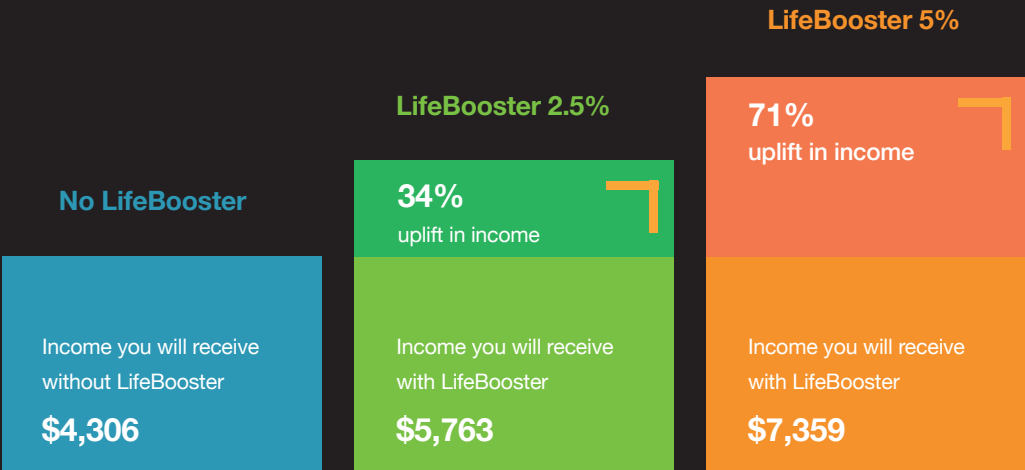 No LifeBooster
Income you will receive
without LifeBooster
$4,306
LifeBooster 2.5%
34%
uplift in income
Income you will receive
with LifeBooster
$5,763
LifeBooster 5%
71%
uplift in income
Income you will receive
with LifeBooster
$7,359